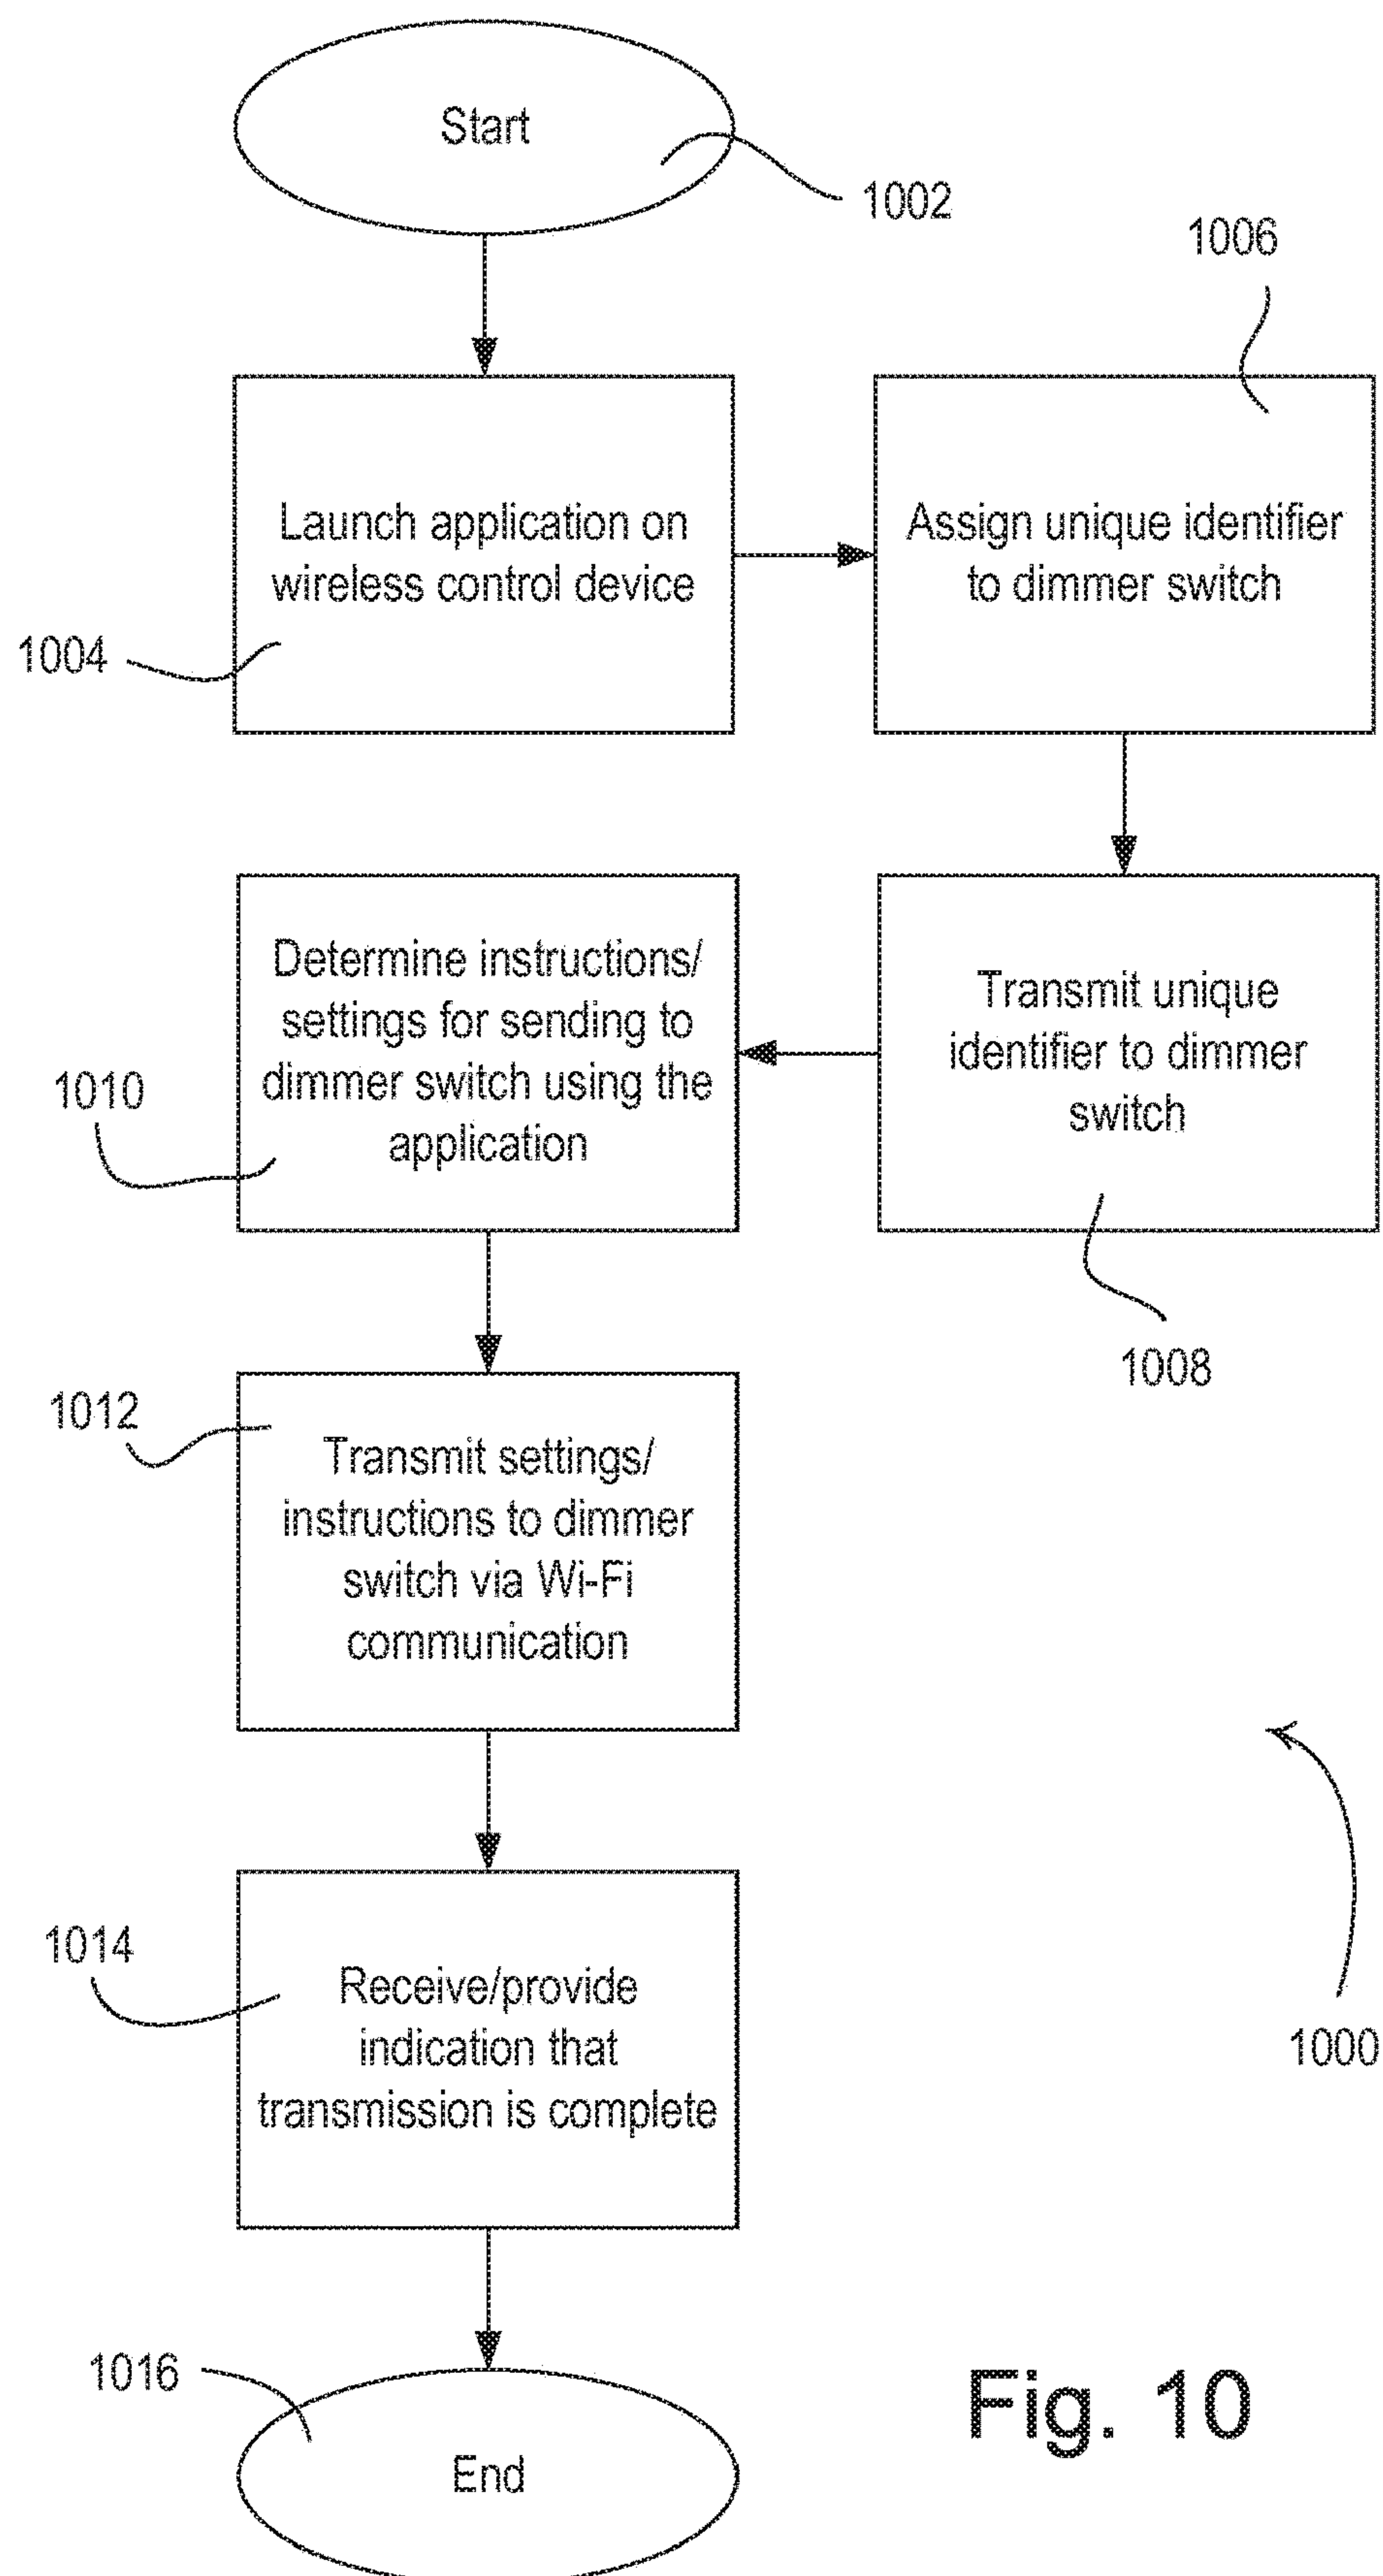 Start
1002
1006
Launch application on
wireless control device
1004
Assign unique identifier
to dimmer switch
Transmit unique
identifier to dimmer
switch
1008
Determine instructions/
settings for sending to
dimmer switch using the
application
1010
1012
Transmit settings/
instructions to dimmer
switch via Wi-Fi
communication
1014
Receive/provide
indication that
transmission is complete
1000
1016
End
Fig. 10